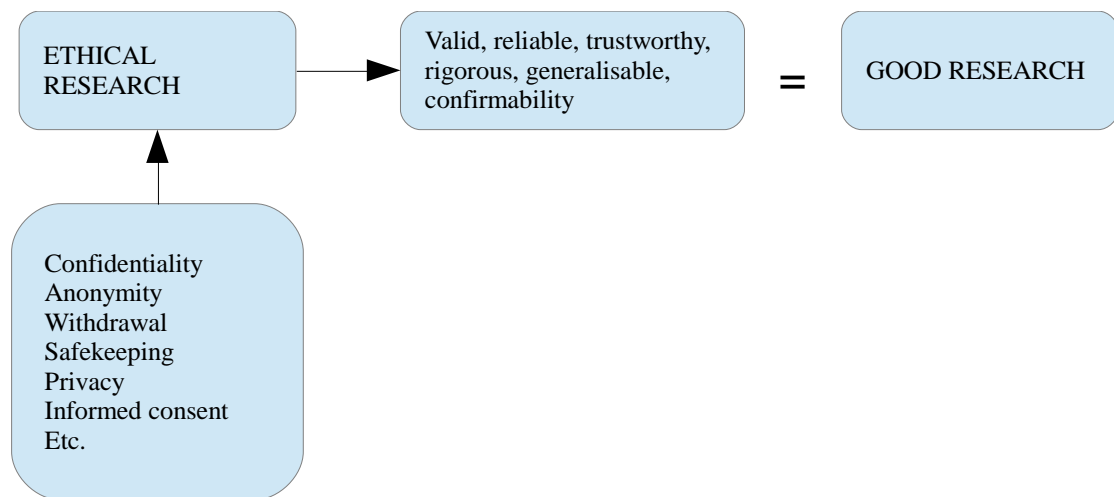 ETHICAL
RESEARCH
Valid, reliable, trustworthy,
rigorous, generalisable,
confirmability
=
GOOD RESEARCH
Confidentiality
Anonymity
Withdrawal
Safekeeping
Privacy
Informed consent
Etc.